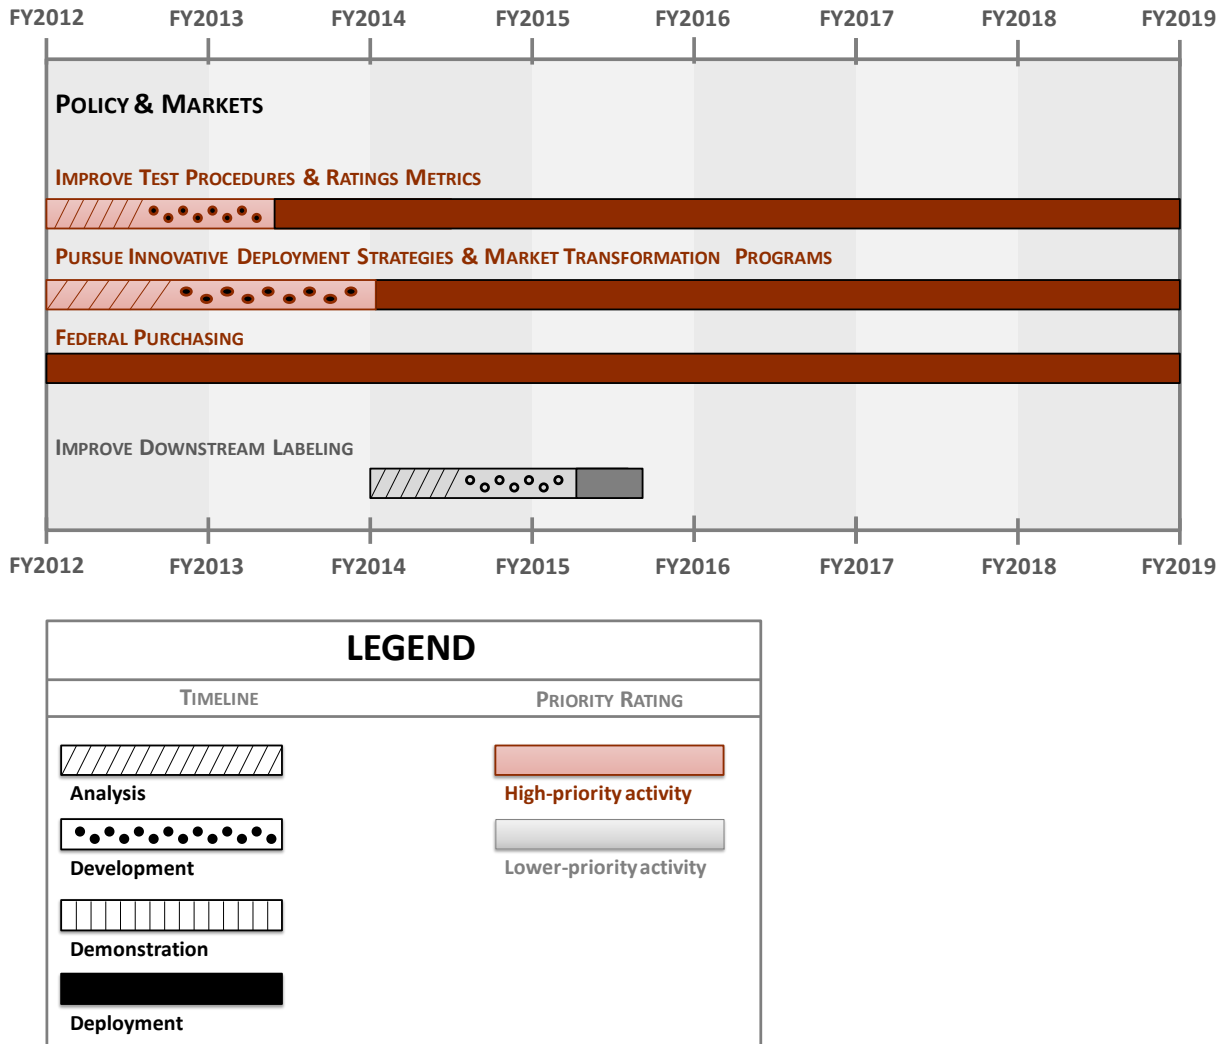 FY2012 FY2013 FY2014 FY2015 FY2016 FY2017 FY2018 FY2019
POLICY & MARKETS
IMPROVE TEST PROCEDURES & RATINGS METRICS
PURSUE INNOVATIVE DEPLOYMENT STRATEGIES & MARKET TRANSFORMATION PROGRAMS
FEDERAL PURCHASING
IMPROVE DOWNSTREAM LABELING
FY2012 FY2013 FY2014 FY2015 FY2016 FY2017 FY2018 FY2019
LEGEND
TIMELINE PRIORITY RATING
Analysis High-priority activity
Development Lower-priority activity
Demonstration
Deployment